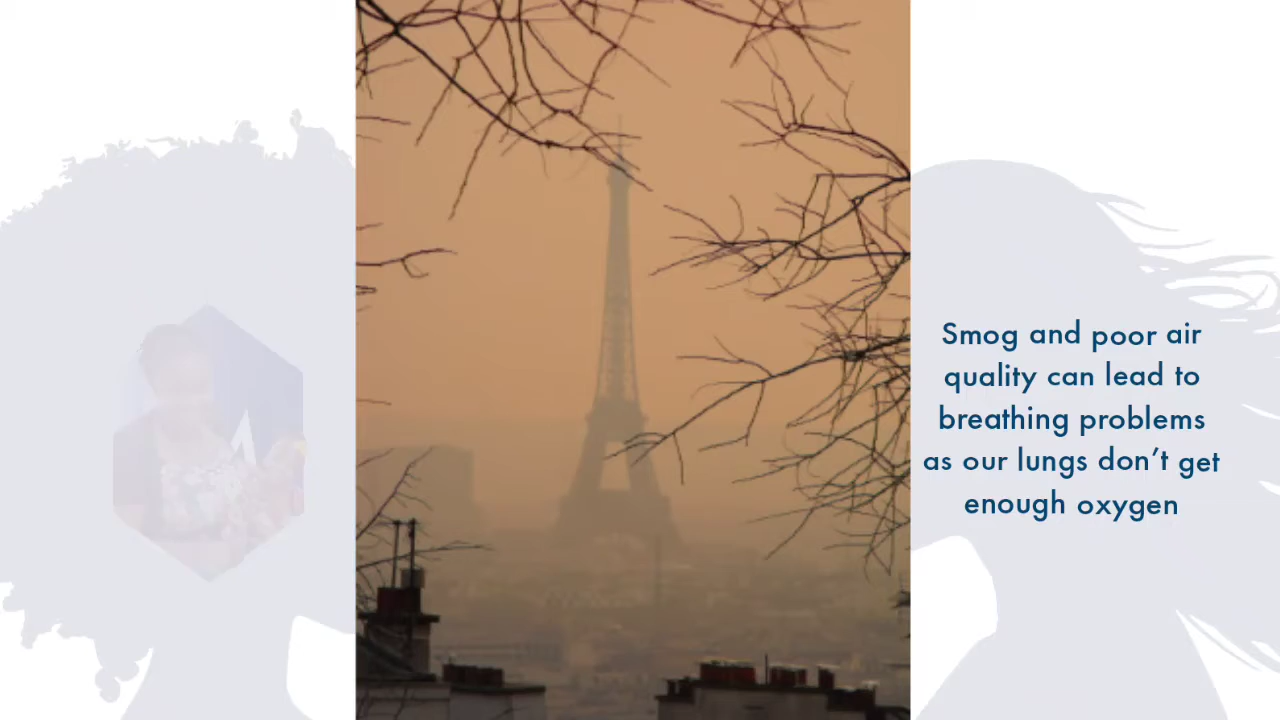 Smog and poor air
quality can lead to
breathing problems
as our lungs don’t get
enough oxygen